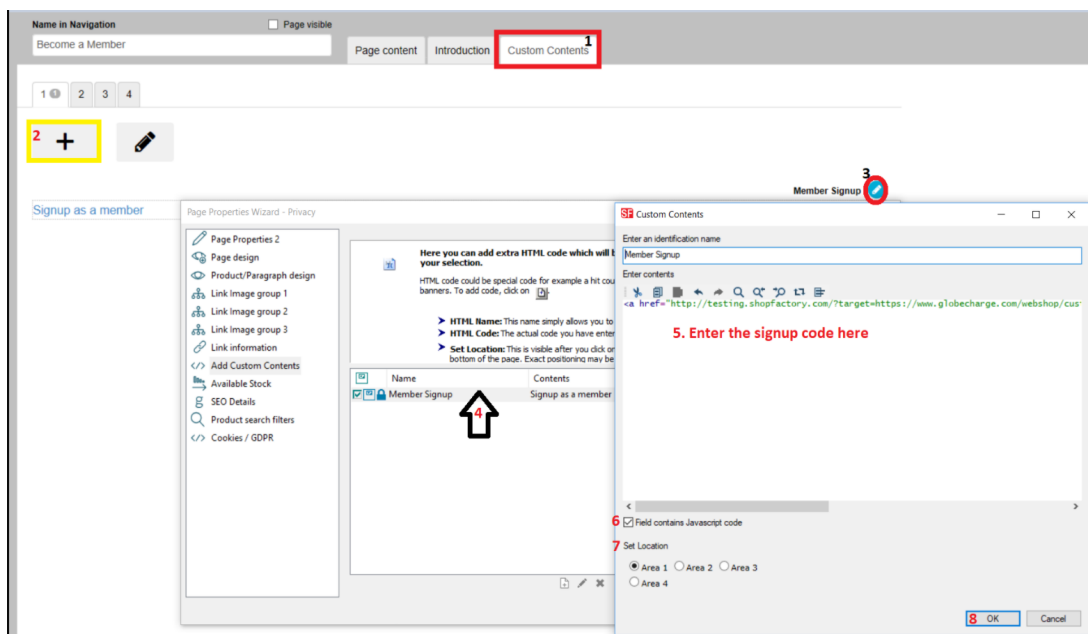 Name in Navigation
Page visible
Become a Member
Page content
Introduction
Custom Contents
1
1
2
3
4
2 +
3
Member Signup
Signup as a member
Page Properties Wizard - Privacy
Page Properties 2
Page design
Product/Paragraph design
Link Image group 1
Link Image group 2
Link Image group 3
Link information
Add Custom Contents
Available Stock
SEO Details
Product search filters
Cookies / GDPR
Here you can add extra HTML code which will b
your selection.
HTML code could be special code for example a hit cou
banners. To add code, click on
HTML Name: This name simply allows you to
HTML Code: The actual code you have enter
Set Location: This is visible after you click or
bottom of the page. Exact positioning may be
Name
Contents
Member Signup
Signup as a member
4
SF Custom Contents
Enter an identification name
Member Signup
Enter contents
<a href="http://testing.shopfactory.com/?target=https://www.globecharge.com/webshop/cus
5. Enter the signup code here
6 Field contains Javascript code
7 Set Location
Area 1
Area 2
Area 3
Area 4
8 OK
Cancel